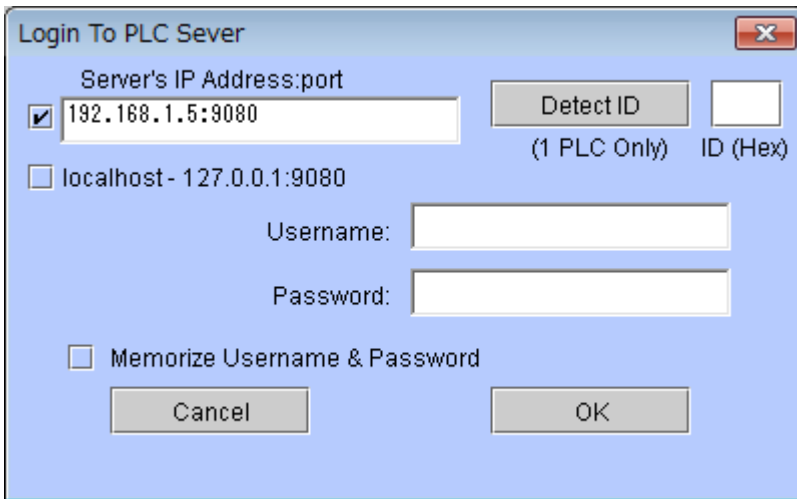 Login To PLC Sever
Server's IP Address:port
192.168.1.5:9080
Detect ID
(1 PLC Only) ID (Hex)
localhost - 127.0.0.1:9080
Username:
Password:
Memorize Username & Password
Cancel OK